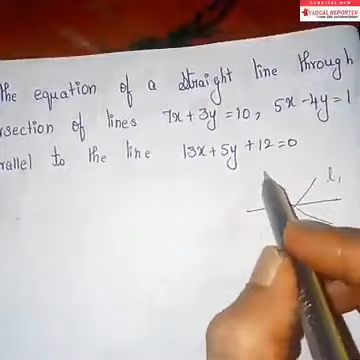 LOCAL REPORTER
the equation of a straight line through
rsection of lines 7x + 3y = 10, 5x - 4y = 1
rallel to the line 13x + 5y + 12 = 0
l₁